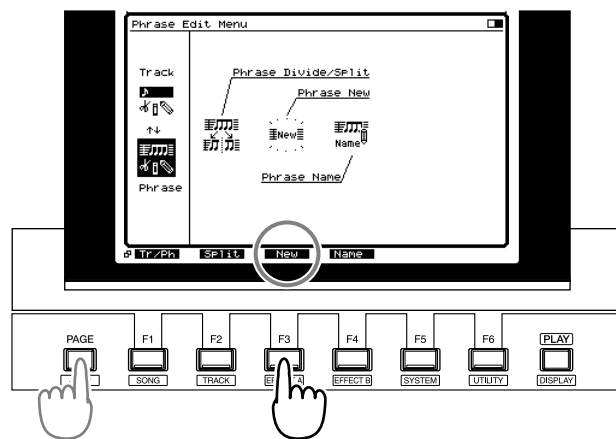 Phrase Edit Menu
Track
Phrase
Phrase Divide/Split
Phrase New
New
Name
Phrase Name
Tr/Ph Split New Name
PAGE F1 F2 F3 F4 F5 F6 PLAY
SONG TRACK EFFECT B SYSTEM UTILITY DISPLAY